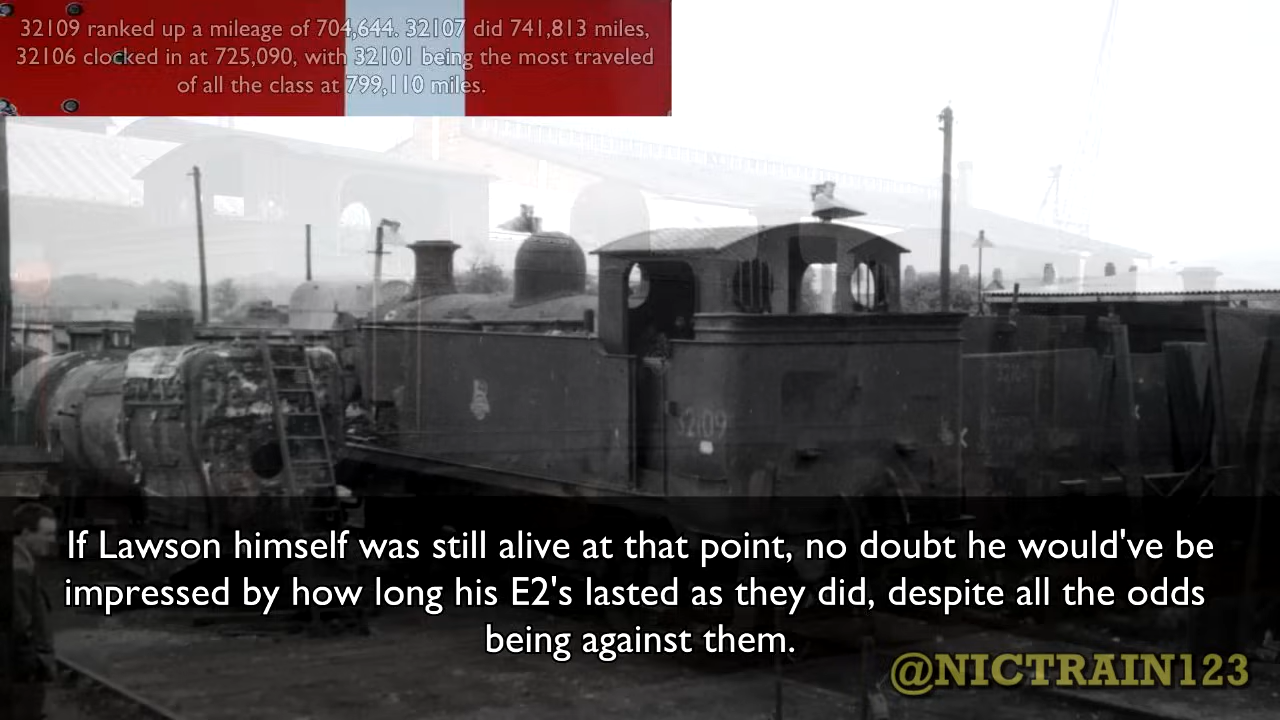 32109 ranked up a mileage of 704,644. 32107 did 741,813 miles,
32106 clocked in at 725,090, with 32101 being the most traveled
of all the class at 799,110 miles.
32109
If Lawson himself was still alive at that point, no doubt he would've be
impressed by how long his E2's lasted as they did, despite all the odds
being against them.
@NICTRAIN123